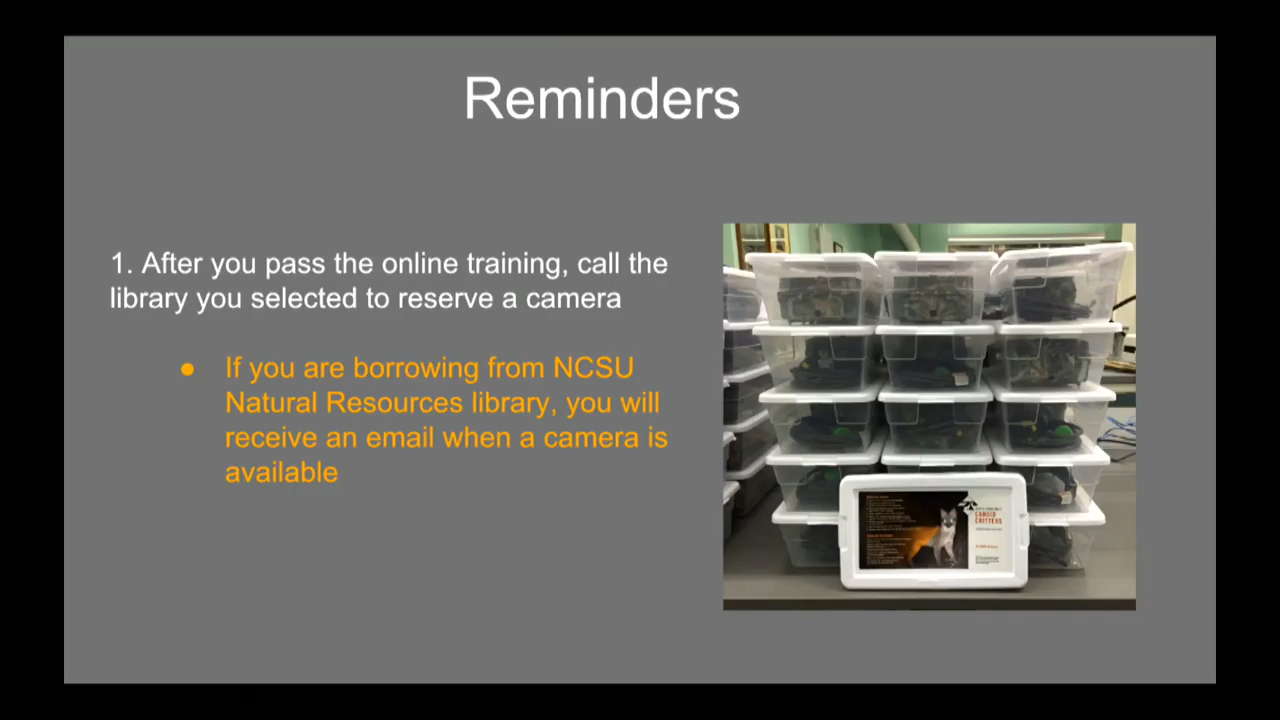 Reminders
1. After you pass the online training, call the
library you selected to reserve a camera
● If you are borrowing from NCSU
Natural Resources library, you will
receive an email when a camera is
available
CANDID
CRITTERS